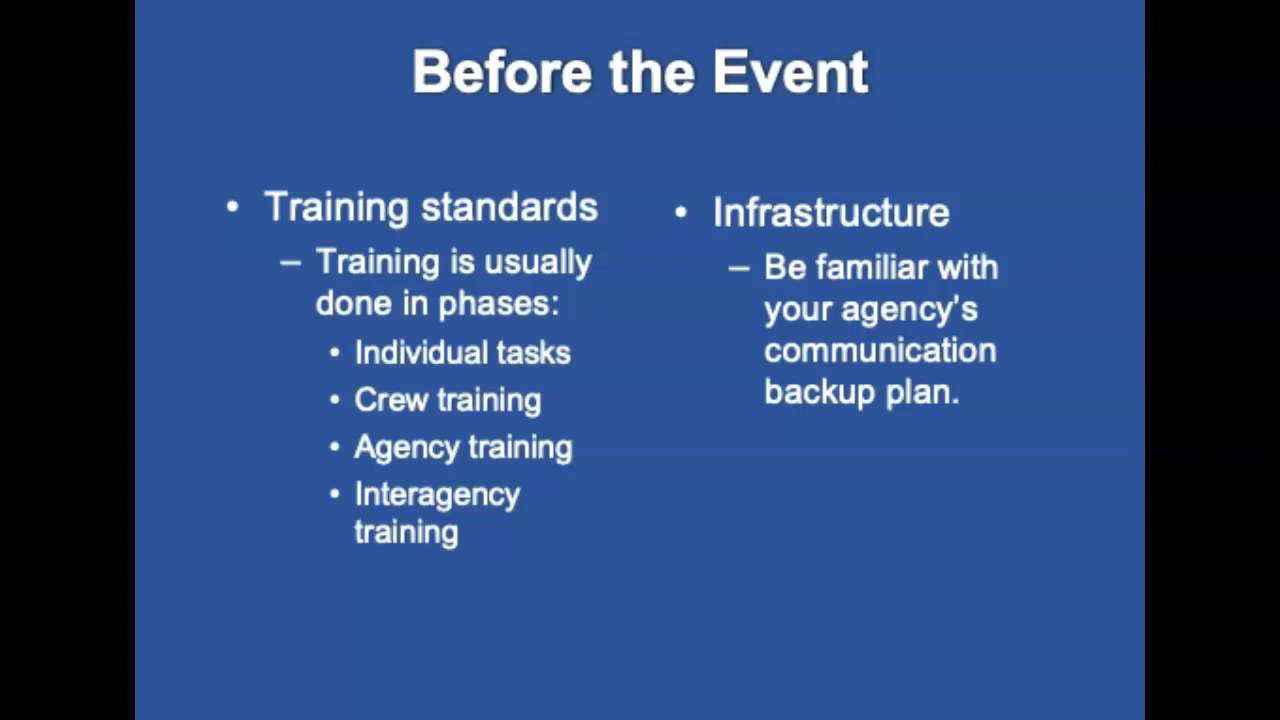 Before the Event
• Training standards
– Training is usually
done in phases:
• Individual tasks
• Crew training
• Agency training
• Interagency
training
• Infrastructure
– Be familiar with
your agency’s
communication
backup plan.